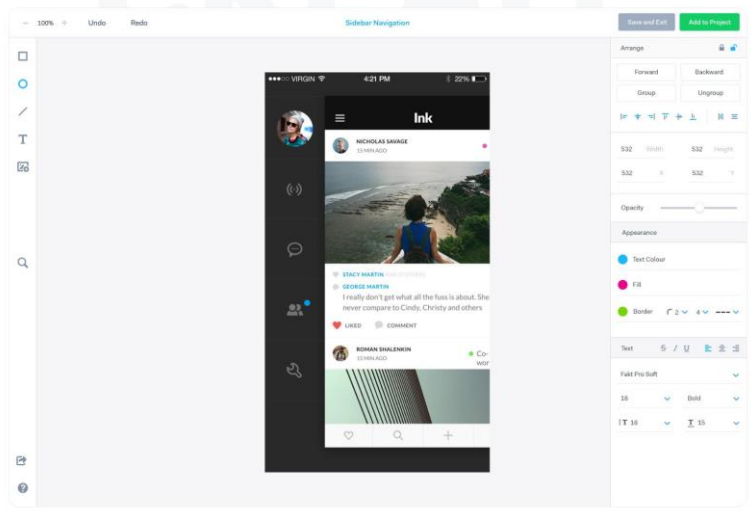 100% Undo Redo
Sidebar Navigation
Save and Exit Add to Project
VIRGIN 4:21 PM 22%
Ink
NICHOLAS SAVAGE
13 MIN AGO
STACY MARTIN
GEORGE MARTIN
I really don't get what all the fuss is about. She
never compare to Cindy, Christy and others
LIKED COMMENT
ROMAN SHALENKIN
13 MIN AGO
Co-
wor
Arrange
Forward Backward
Group Ungroup
532 Width 532 Height
532 X 532 Y
Opacity
Appearance
Text Colour
Fill
Border 2 4
Text S I U
Fakt Pro Soft
16 Bold
T 16 T 15